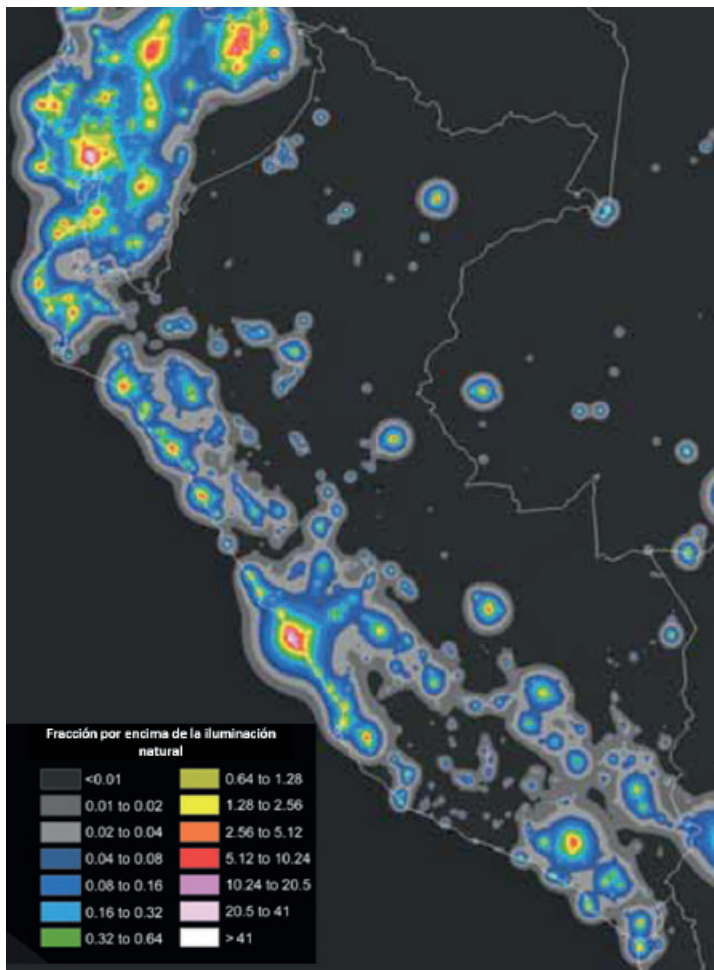 Fracción por encima de la iluminación
natural
<0.01
0.01 to 0.02
0.02 to 0.04
0.04 to 0.08
0.08 to 0.16
0.16 to 0.32
0.32 to 0.64
0.64 to 1.28
1.28 to 2.56
2.56 to 5.12
5.12 to 10.24
10.24 to 20.5
20.5 to 41
>41